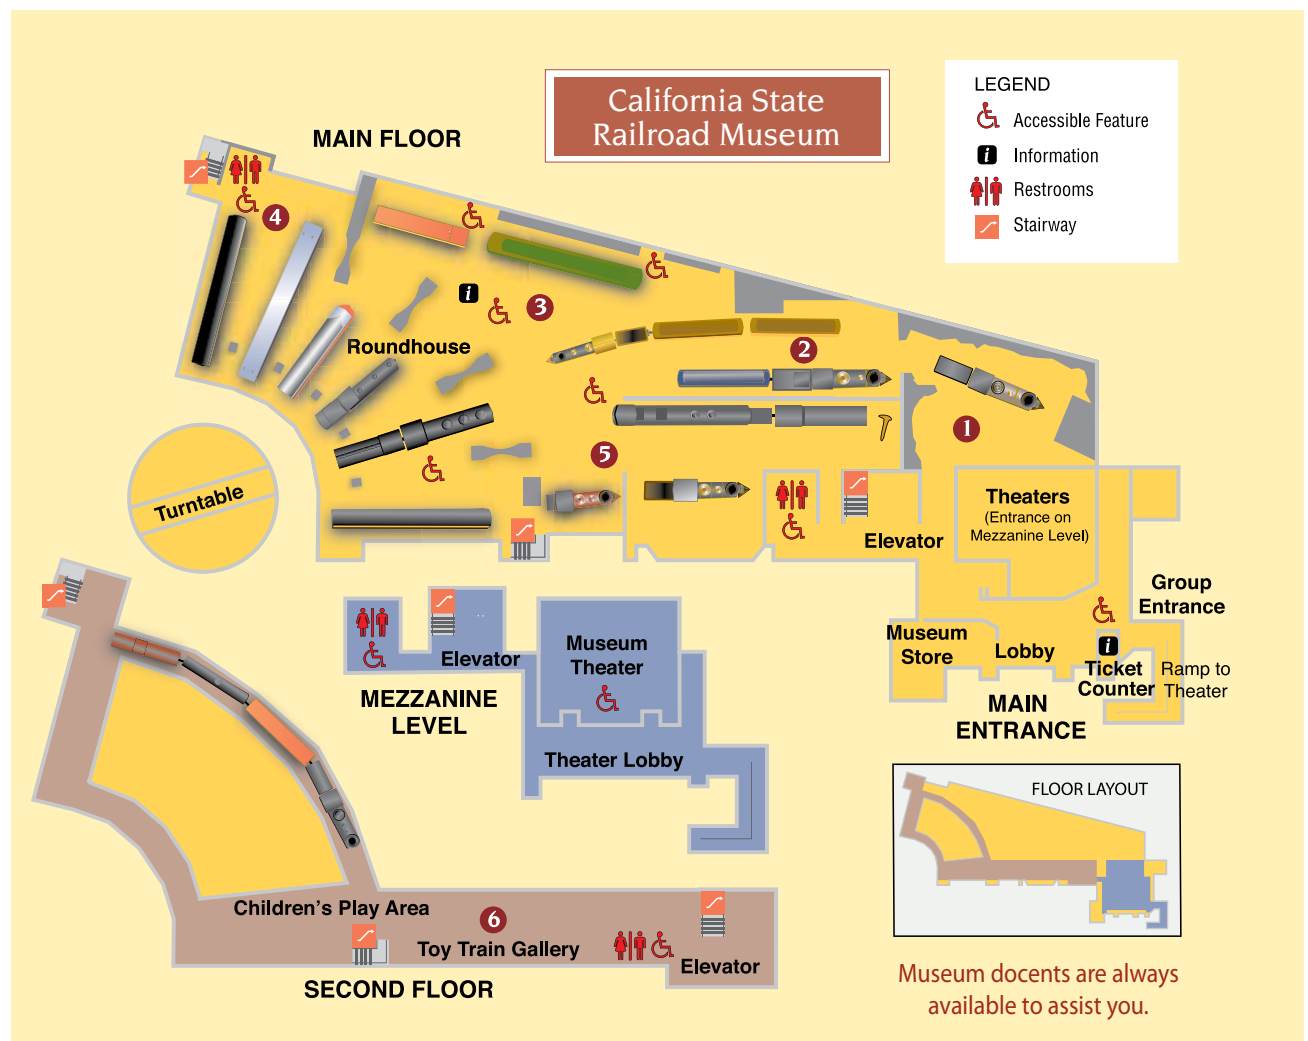 California State
Railroad Museum
LEGEND
Accessible Feature
i Information
Restrooms
Stairway
MAIN FLOOR
4
i
3
Roundhouse
2
1
5
Turntable
Theaters
(Entrance on
Mezzanine Level)
Elevator
Group
Entrance
Museum
Store
Lobby
i
Ticket
Counter
Ramp to
Theater
MAIN
ENTRANCE
Elevator
Museum
Theater
MEZZANINE
LEVEL
Theater Lobby
Children's Play Area
6
Toy Train Gallery
Elevator
SECOND FLOOR
FLOOR LAYOUT
Museum docents are always
available to assist you.